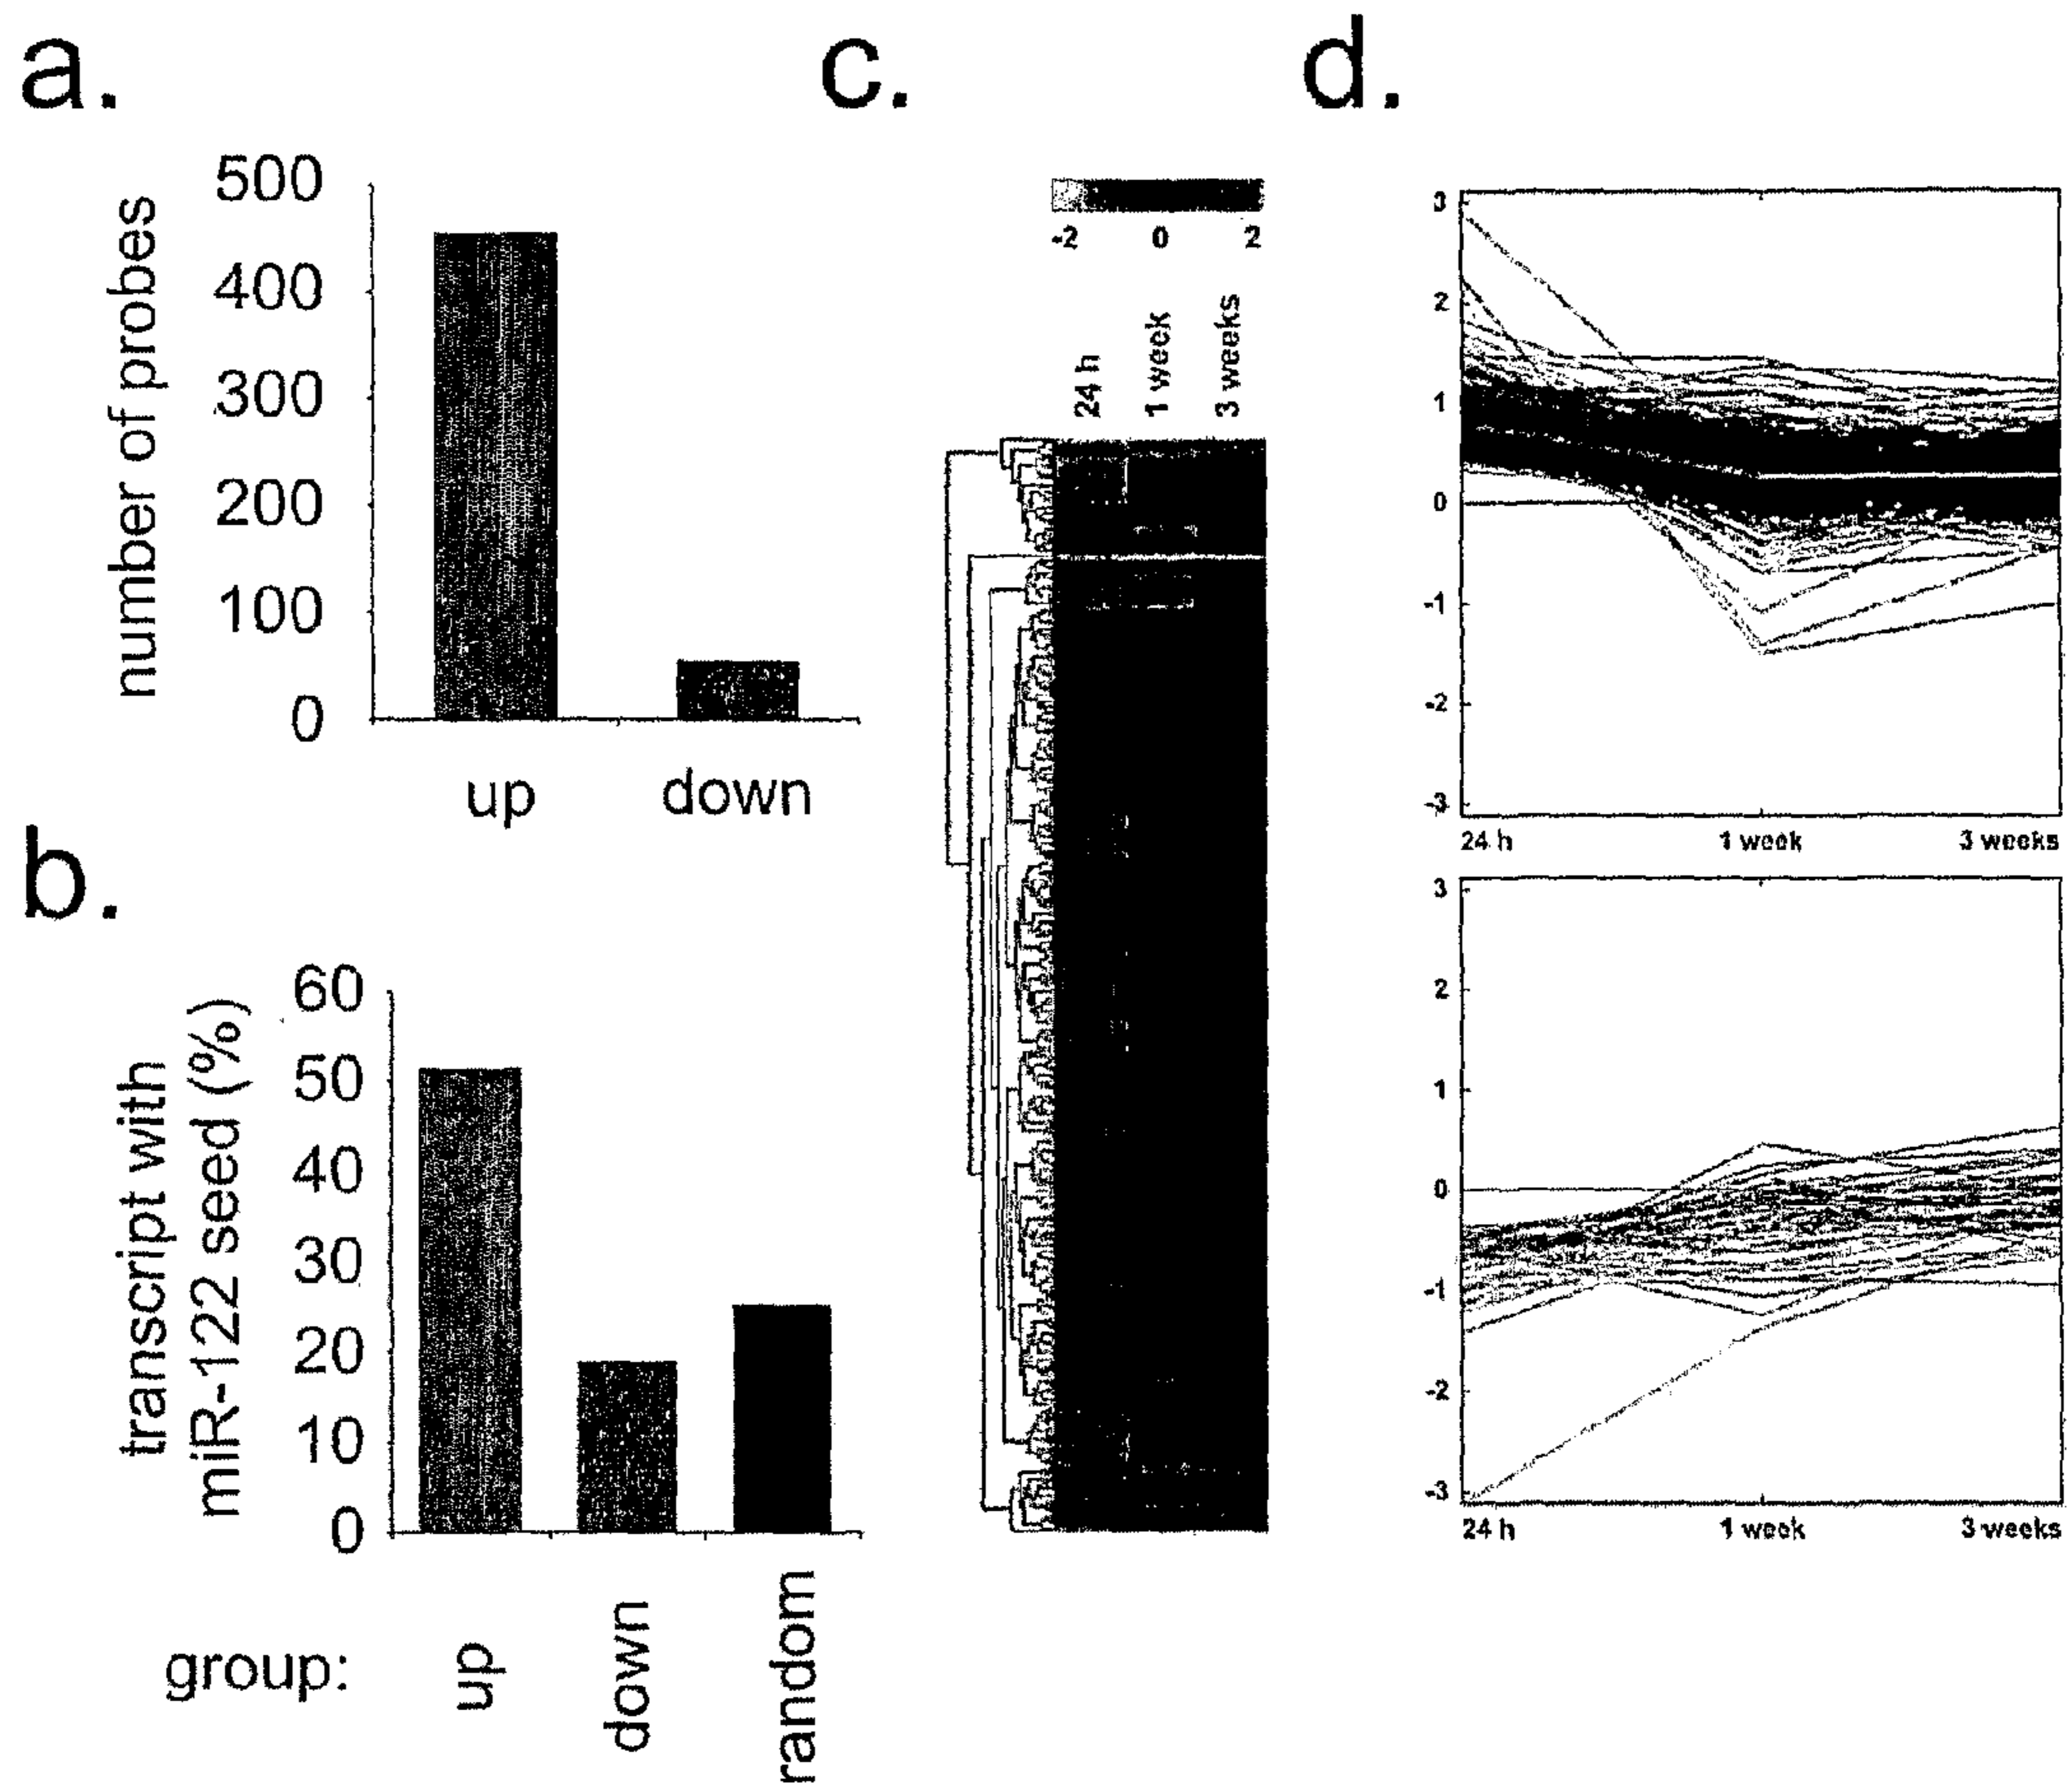 a.
number of probes
500
400
300
200
100
0
up
down
b.
transcript with
miR-122 seed (%)
60
50
40
30
20
10
0
group:
up
down
random
c.
-2
0
2
24 h
1 week
3 weeks
d.
3
2
1
0
-1
-2
-3
24 h
1 week
3 weeks
3
2
1
0
-1
-2
-3
24 h
1 week
3 weeks